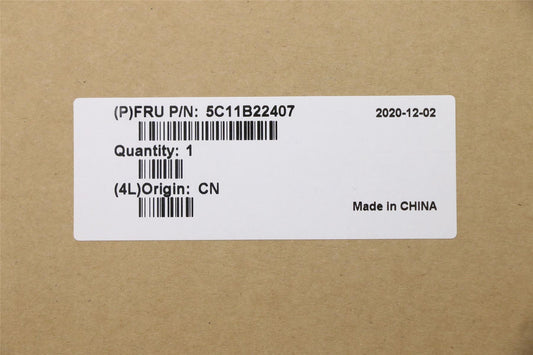 (P)FRU P/N: 5C11B22407
2020-12-02
Quantity: 1
(4L)Origin: CN
Made in CHINA